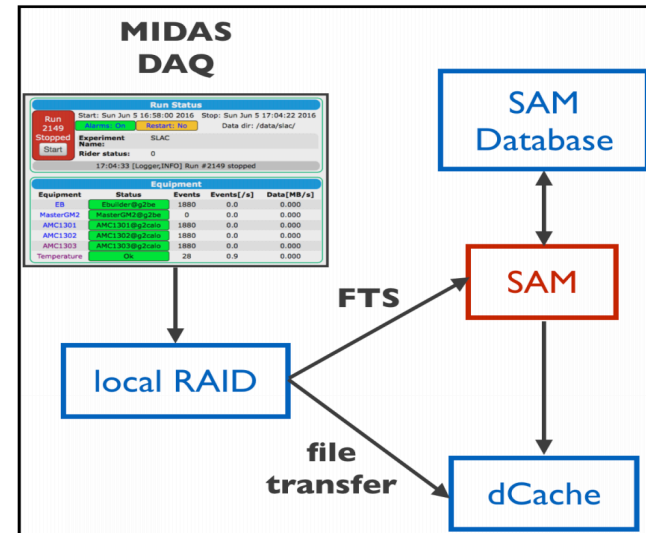 MIDAS
DAQ
Run Status
Run
2149
Stopped
Start
Start: Sun Jun 5 16:58:00 2016 Stop: Sun Jun 5 17:04:22 2016
Alarms: On Restart: No Data dir: /data/slac/
Experiment Name: SLAC
Rider status: 0
17:04:33 [Logger,INFO] Run #2149 stopped
Equipment
Equipment Status Events Events[/s] Data[MB/s]
EB Ebuilder@g2be 1880 0.0 0.000
MasterGM2 MasterGM2@g2be 0 0.0 0.000
AMC1301 AMC1301@g2calo 1880 0.0 0.000
AMC1302 AMC1302@g2calo 1880 0.0 0.000
AMC1303 AMC1303@g2calo 1880 0.0 0.000
Temperature Ok 28 0.9 0.000
SAM
Database
FTS
SAM
local RAID
file
transfer
dCache